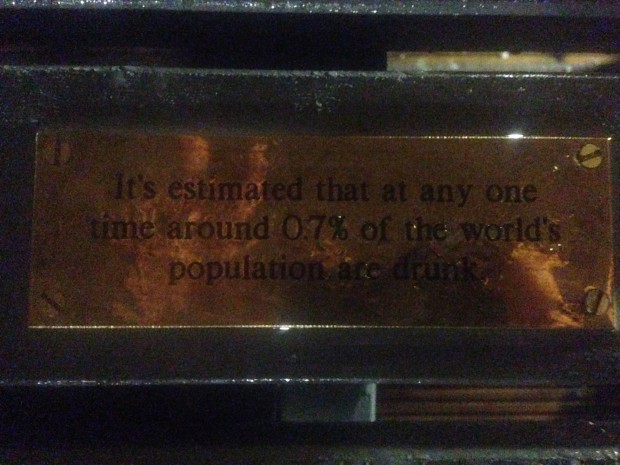 It's estimated that at any one
time around 0.7% of the world's
population are drunk.